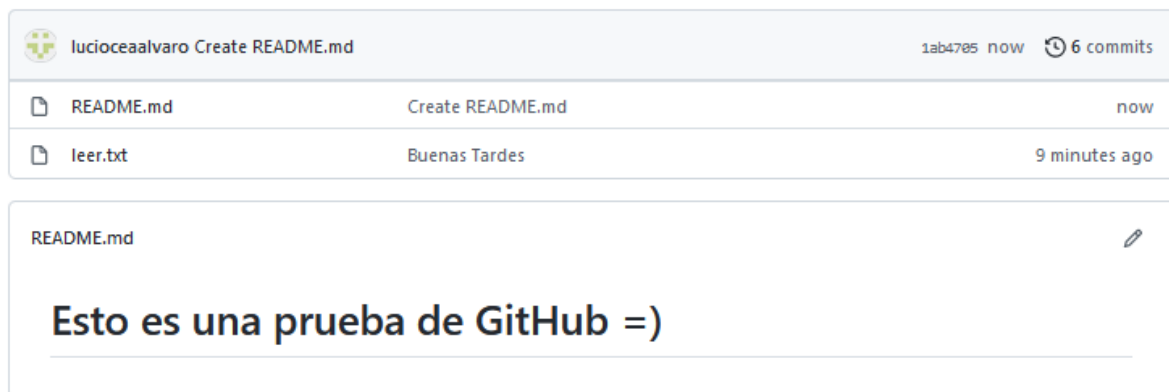 lucioceaalvaro Create README.md 1ab4705 now 6 commits
README.md Create README.md now
leer.txt Buenas Tardes 9 minutes ago
README.md
Esto es una prueba de GitHub =)